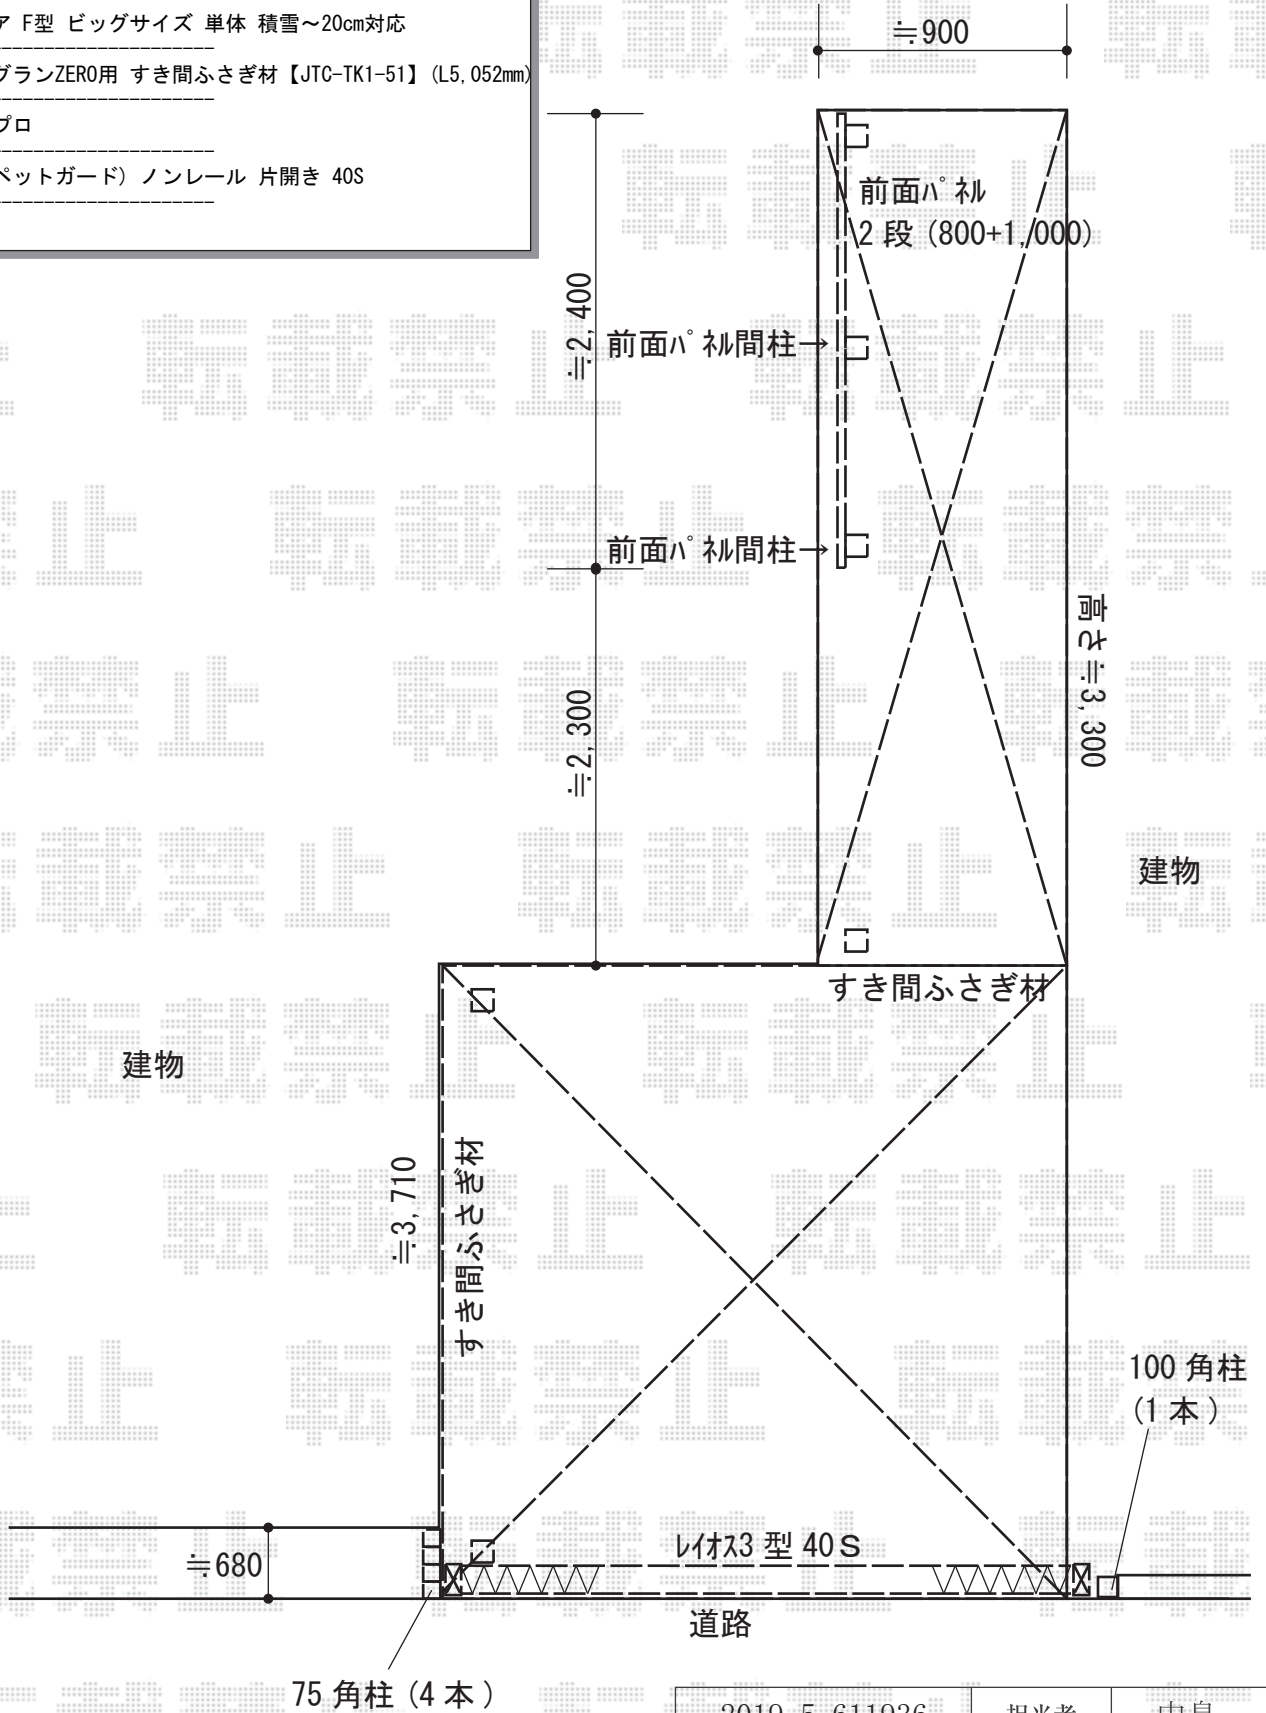 ア F型 ビッグサイズ 単体 積雪～20cm対応
グランZERO用 すき間ふさぎ材【JTC-TK1-51】(L5,052mm)
プロ
ペットガード) ノンレール 片開き 40S
≒900
前面パネル
2段(800+1,000)
≒2,400
前面パネル間柱→
前面パネル間柱→
高さ≒3,300
≒2,300
建物
すき間ふさぎ材
建物
≒3,710
すき間ふさぎ材
100角柱
(1本)
レイオス3型 40S
≒680
道路
75角柱(4本)
転載禁止